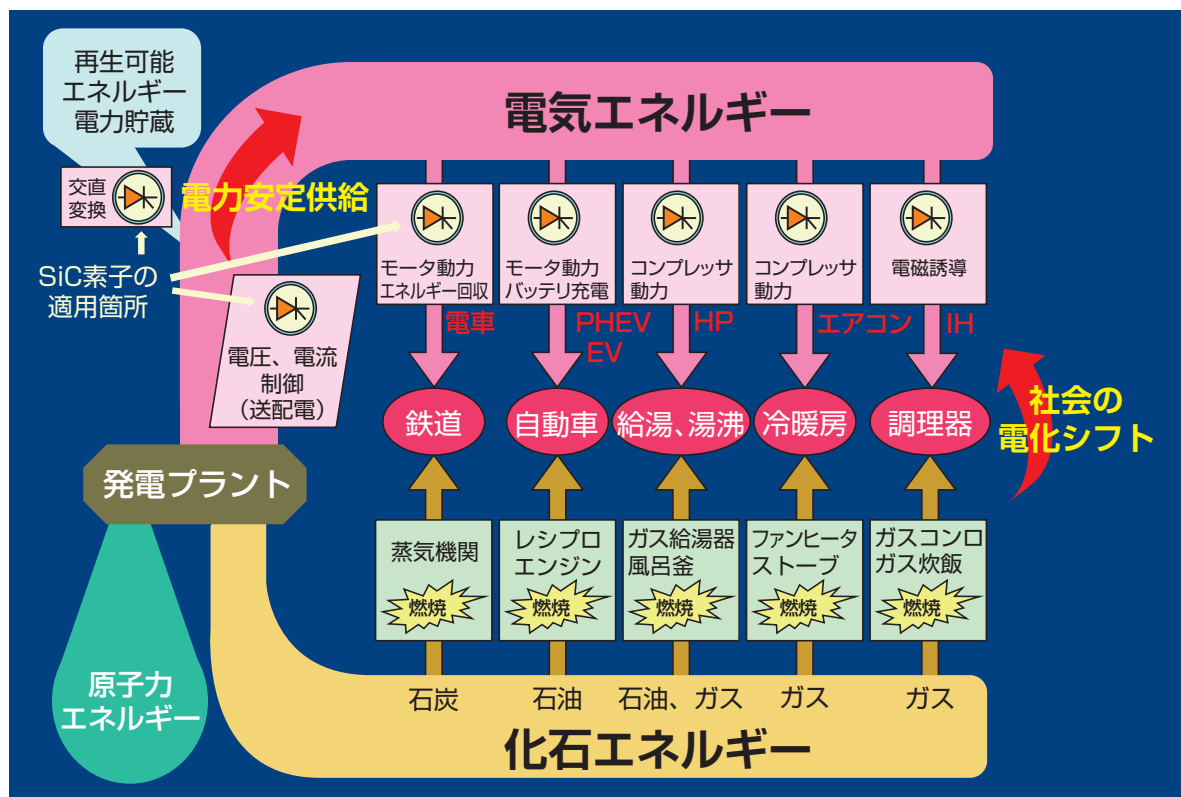 再生可能
エネルギー
電力貯蔵
電気エネルギー
交直
変換
電力安定供給
SiC素子の
適用箇所
電圧、電流
制御
(送配電)
モータ動力
エネルギー回収
モータ動力
バッテリ充電
コンプレッサ
動力
コンプレッサ
動力
電磁誘導
電車
PHEV
EV
HP
エアコン
IH
鉄道
自動車
給湯、湯沸
冷暖房
調理器
社会の
電化シフト
発電プラント
蒸気機関
燃焼
レシプロ
エンジン
燃焼
ガス給湯器
風呂釜
燃焼
ファンヒータ
ストーブ
燃焼
ガスコンロ
ガス炊飯
燃焼
原子力
エネルギー
石炭
石油
石油、ガス
ガス
ガス
化石エネルギー